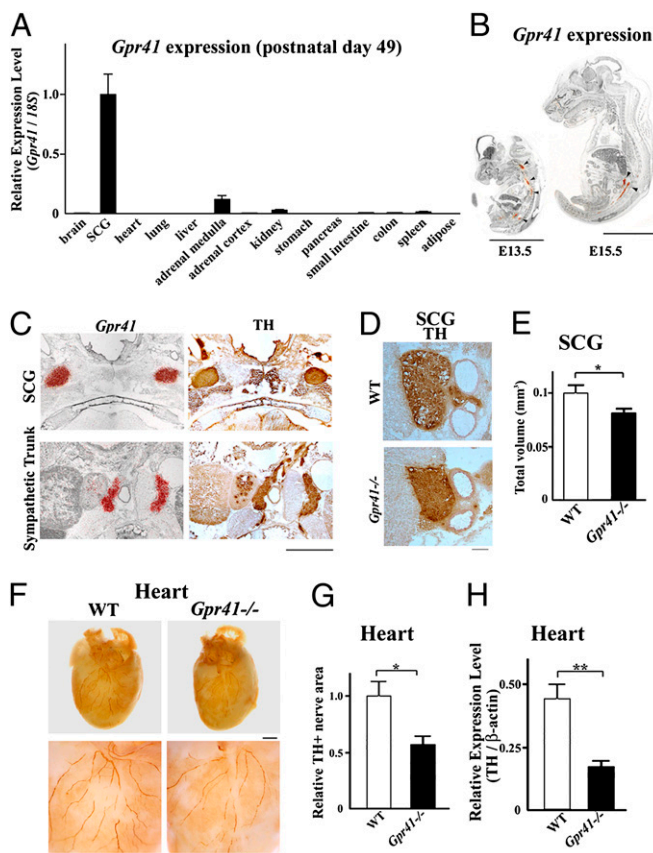 A
Gpr41 expression (postnatal day 49)
Relative Expression Level
(Gpr41 / 18S)
1.0
0.5
0
brain
SCG
heart
lung
liver
adrenal medulla
adrenal cortex
kidney
stomach
pancreas
small intestine
colon
spleen
adipose
B
Gpr41 expression
E13.5
E15.5
C
Gpr41
TH
SCG
Sympathetic Trunk
D
SCG
TH
WT
Gpr41-/-
E
SCG
Total volume (mm³)
0.1
0.05
0
*
WT
Gpr41-/-
F
Heart
WT
Gpr41-/-
G
Heart
Relative TH+ nerve area
1.0
0.5
0
*
WT
Gpr41-/-
H
Heart
Relative Expression Level
(TH / β-actin)
0.50
0.25
0
**
WT
Gpr41-/-